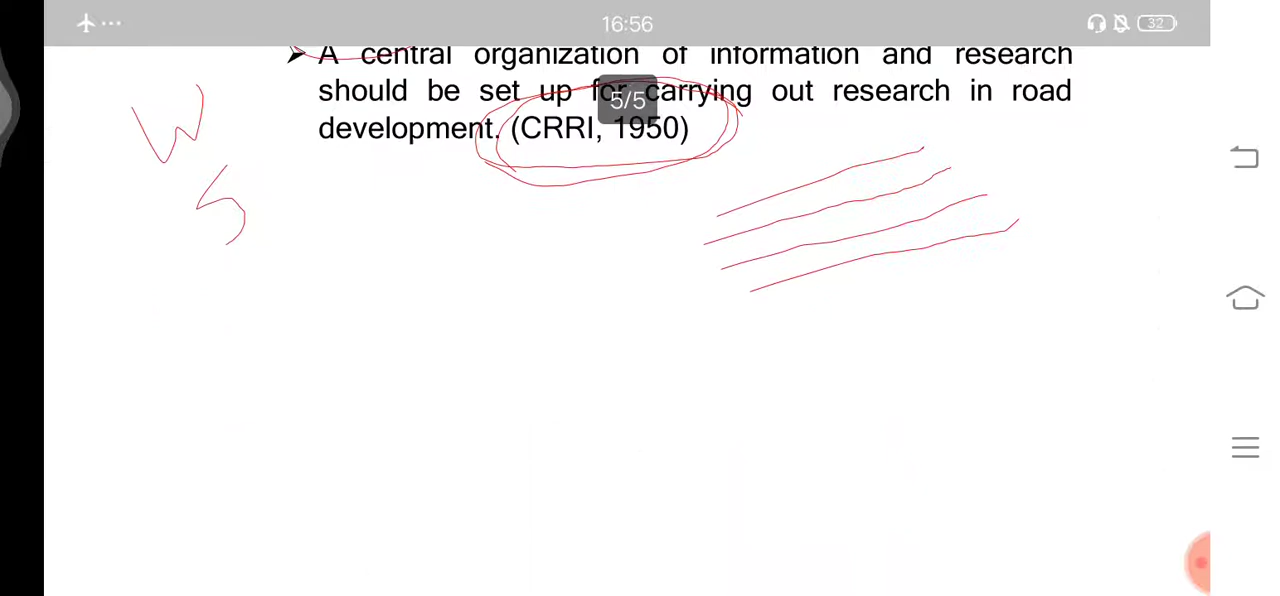 16:56
32
➤ A central organization of information and research
should be set up for carrying out research in road
development. (CRRI, 1950)
5/5
W
S